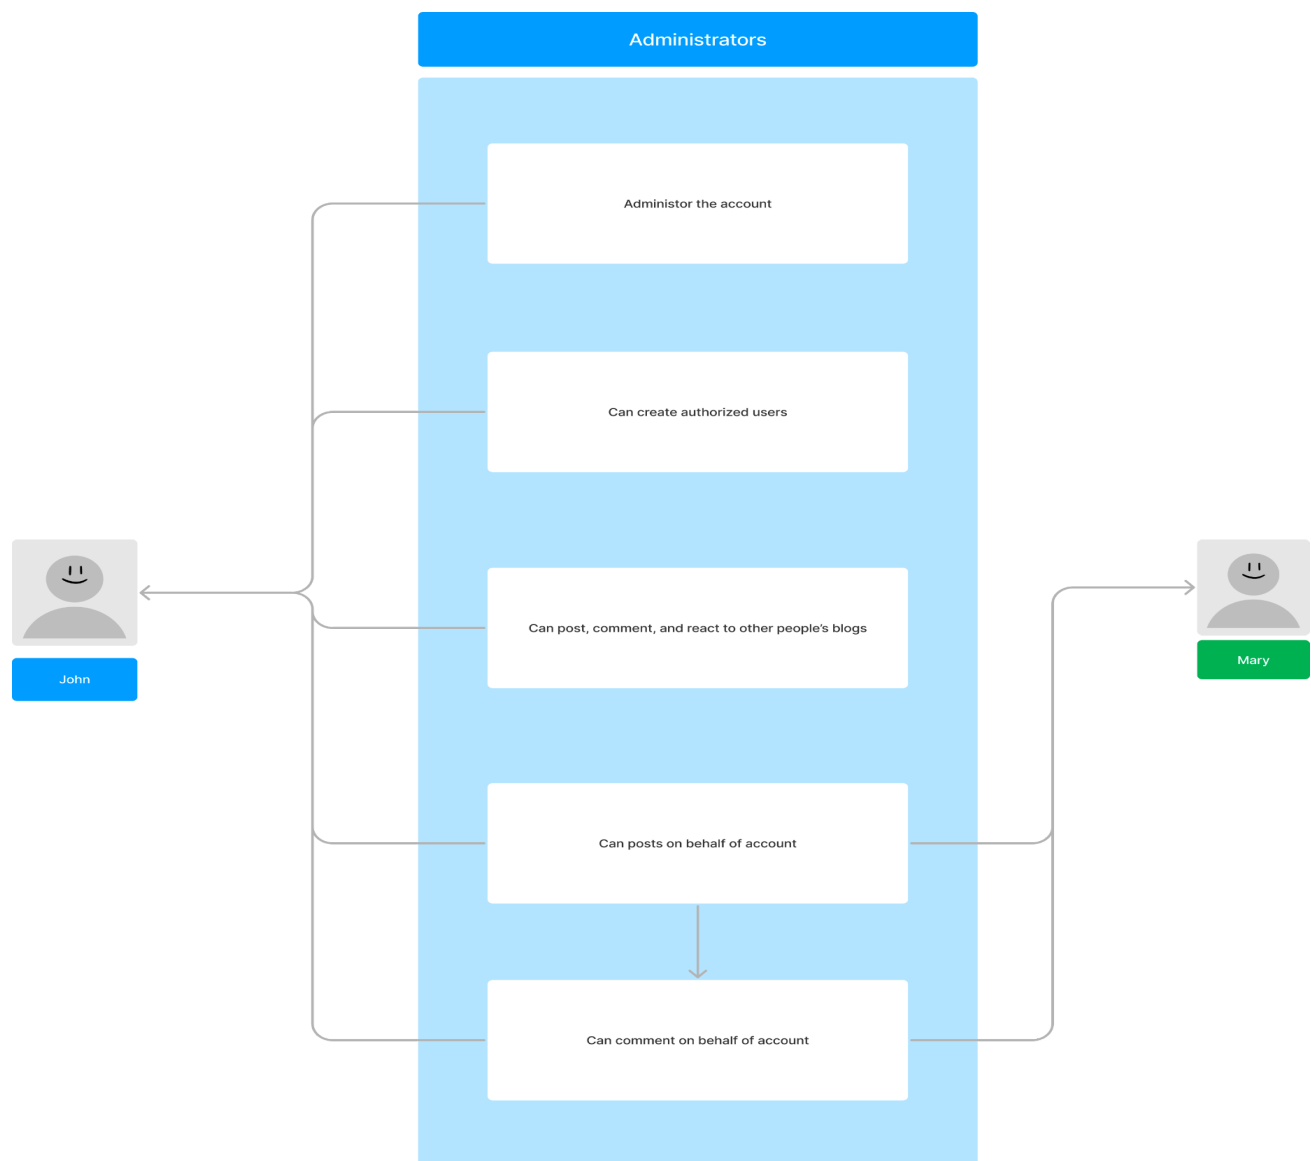 Administrators
Administor the account
Can create authorized users
Can post, comment, and react to other people's blogs
John
Mary
Can posts on behalf of account
Can comment on behalf of account